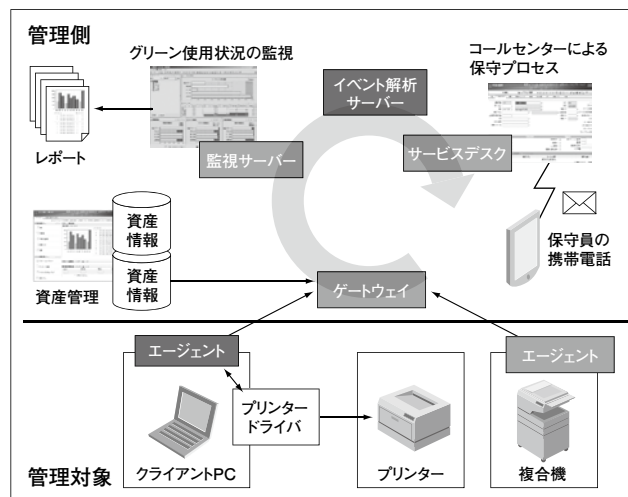 管理側
グリーン使用状況の監視
コールセンターによる
保守プロセス
イベント解析
サーバー
レポート
監視サーバー
サービスデスク
資産
情報
資産
情報
資産管理
保守員の
携帯電話
ゲートウェイ
エージェント
エージェント
プリンター
ドライバ
クライアントPC
プリンター
複合機
管理対象